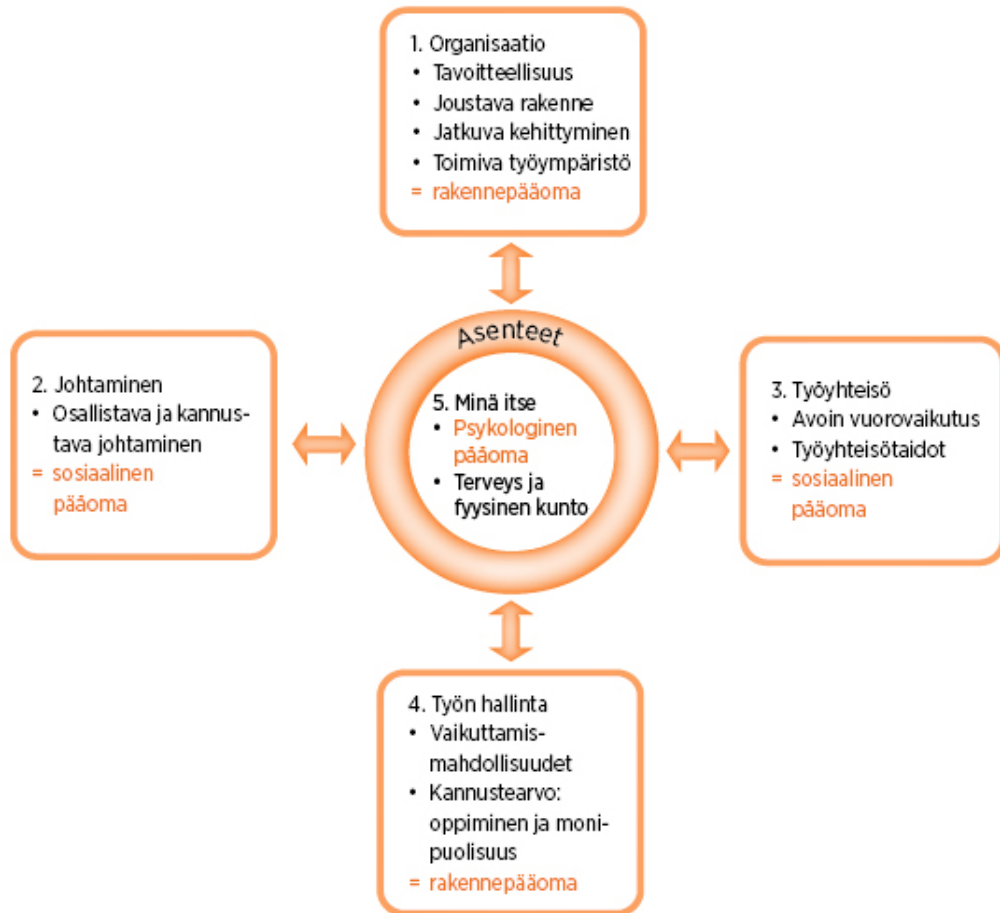 1. Organisaatio
• Tavoitteellisuus
• Joustava rakenne
• Jatkuva kehittyminen
• Toimiva työympäristö
= rakennepääoma
Asenteet
2. Johtaminen
• Osallistava ja kannus-
tava johtaminen
= sosiaalinen
pääoma
5. Minä itse
• Psykologinen
pääoma
• Terveys ja
fyysinen kunto
3. Työyhteisö
• Avoin vuorovaikutus
• Työyhteisötaidot
= sosiaalinen
pääoma
4. Työn hallinta
• Vaikuttamis-
mahdollisuudet
• Kannustearvo:
oppiminen ja moni-
puolisuus
= rakennepääoma